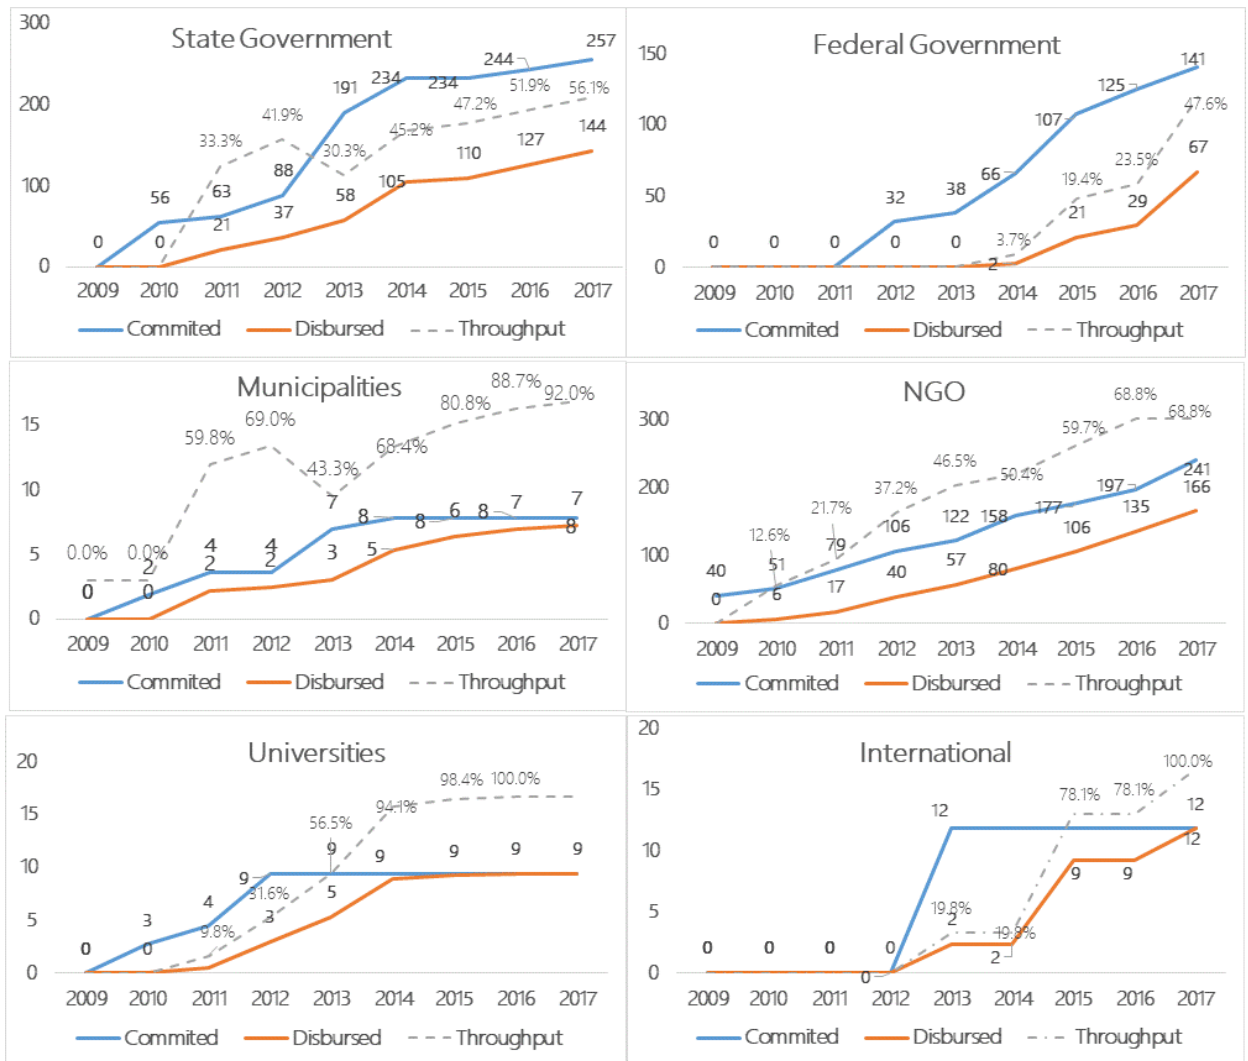 State Government
300
200
100
0
0 56 63 88 191 234 234 244 257
33.3% 41.9% 30.3% 45.2% 47.2% 51.9% 56.1%
0 21 37 58 105 110 127 144
2009 2010 2011 2012 2013 2014 2015 2016 2017
Commited Disbursed Throughput
Federal Government
150
100
50
0
32 38 66 107 125 141
3.7% 19.4% 23.5% 47.6%
0 0 0 0 0 2 21 29 67
2009 2010 2011 2012 2013 2014 2015 2016 2017
Commited Disbursed Throughput
Municipalities
15
10
5
0
0.0% 0.0% 59.8% 69.0% 43.3% 68.4% 80.8% 88.7% 92.0%
0 2 4 4 7 8 8 8 8
0 0 2 2 3 5 6 7 7
2009 2010 2011 2012 2013 2014 2015 2016 2017
Commited Disbursed Throughput
NGO
300
200
100
0
12.6% 21.7% 37.2% 46.5% 50.4% 59.7% 68.8% 68.8%
40 51 79 106 122 158 177 197 241
0 6 17 40 57 80 106 135 166
2009 2010 2011 2012 2013 2014 2015 2016 2017
Commited Disbursed Throughput
Universities
20
15
10
5
0
9.8% 31.6% 56.5% 94.1% 98.4% 100.0%
0 3 4 9 9 9 9 9 9
0 0 3 5
2009 2010 2011 2012 2013 2014 2015 2016 2017
Commited Disbursed Throughput
International
20
15
10
5
0
19.8% 19.8% 78.1% 78.1% 100.0%
0 0 0 0 12 12
0 2 2 9 9 12
2009 2010 2011 2012 2013 2014 2015 2016 2017
Commited Disbursed Throughput